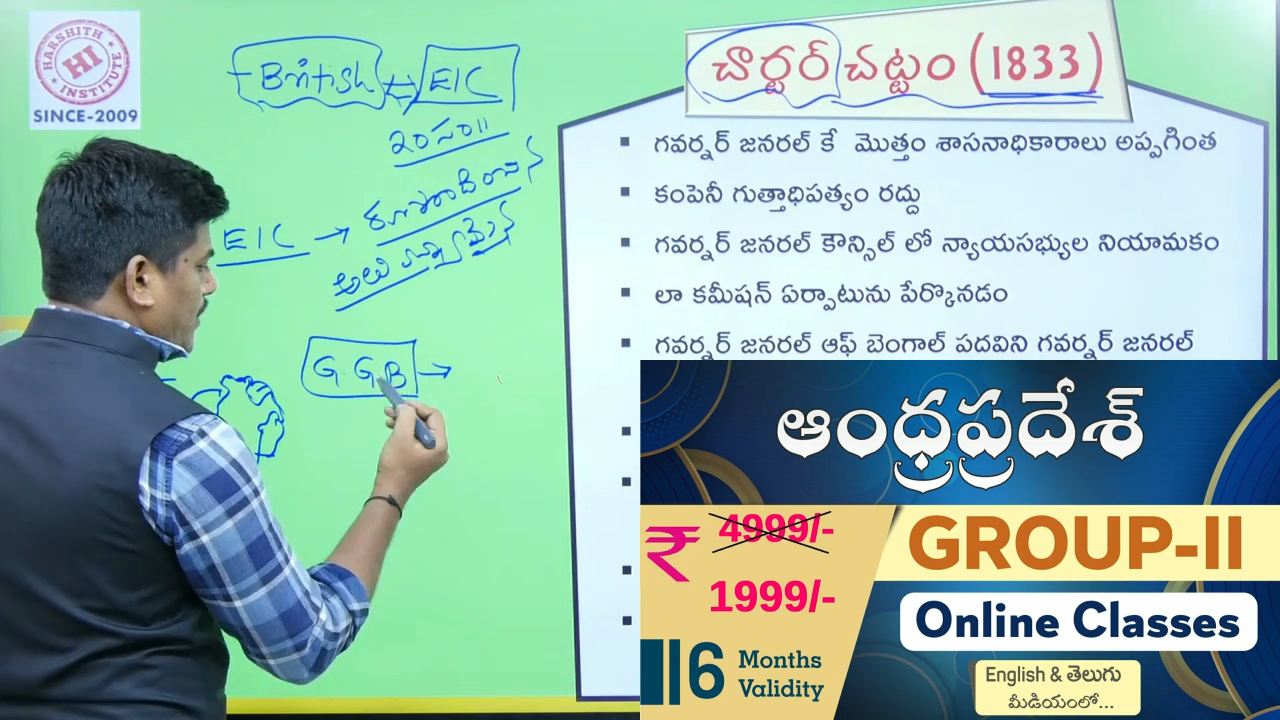 HARSHITH
HI
INSTITUTE
SINCE-2009
British ↔ EIC
20సం॥
EIC →
G.G.B →
చార్టర్ చట్టం (1833)
గవర్నర్ జనరల్ కే మొత్తం శాసనాధికారాలు అప్పగింత
కంపెనీ గుత్తాధిపత్యం రద్దు
గవర్నర్ జనరల్ కౌన్సిల్ లో న్యాయసభ్యుల నియామకం
లా కమీషన్ ఏర్పాటును పేర్కొనడం
గవర్నర్ జనరల్ ఆఫ్ బెంగాల్ పదవిని గవర్నర్ జనరల్
ఆంధ్రప్రదేశ్
₹ 4999/-
1999/-
GROUP-II
Online Classes
6 Months
Validity
English & తెలుగు
మీడియంలో...